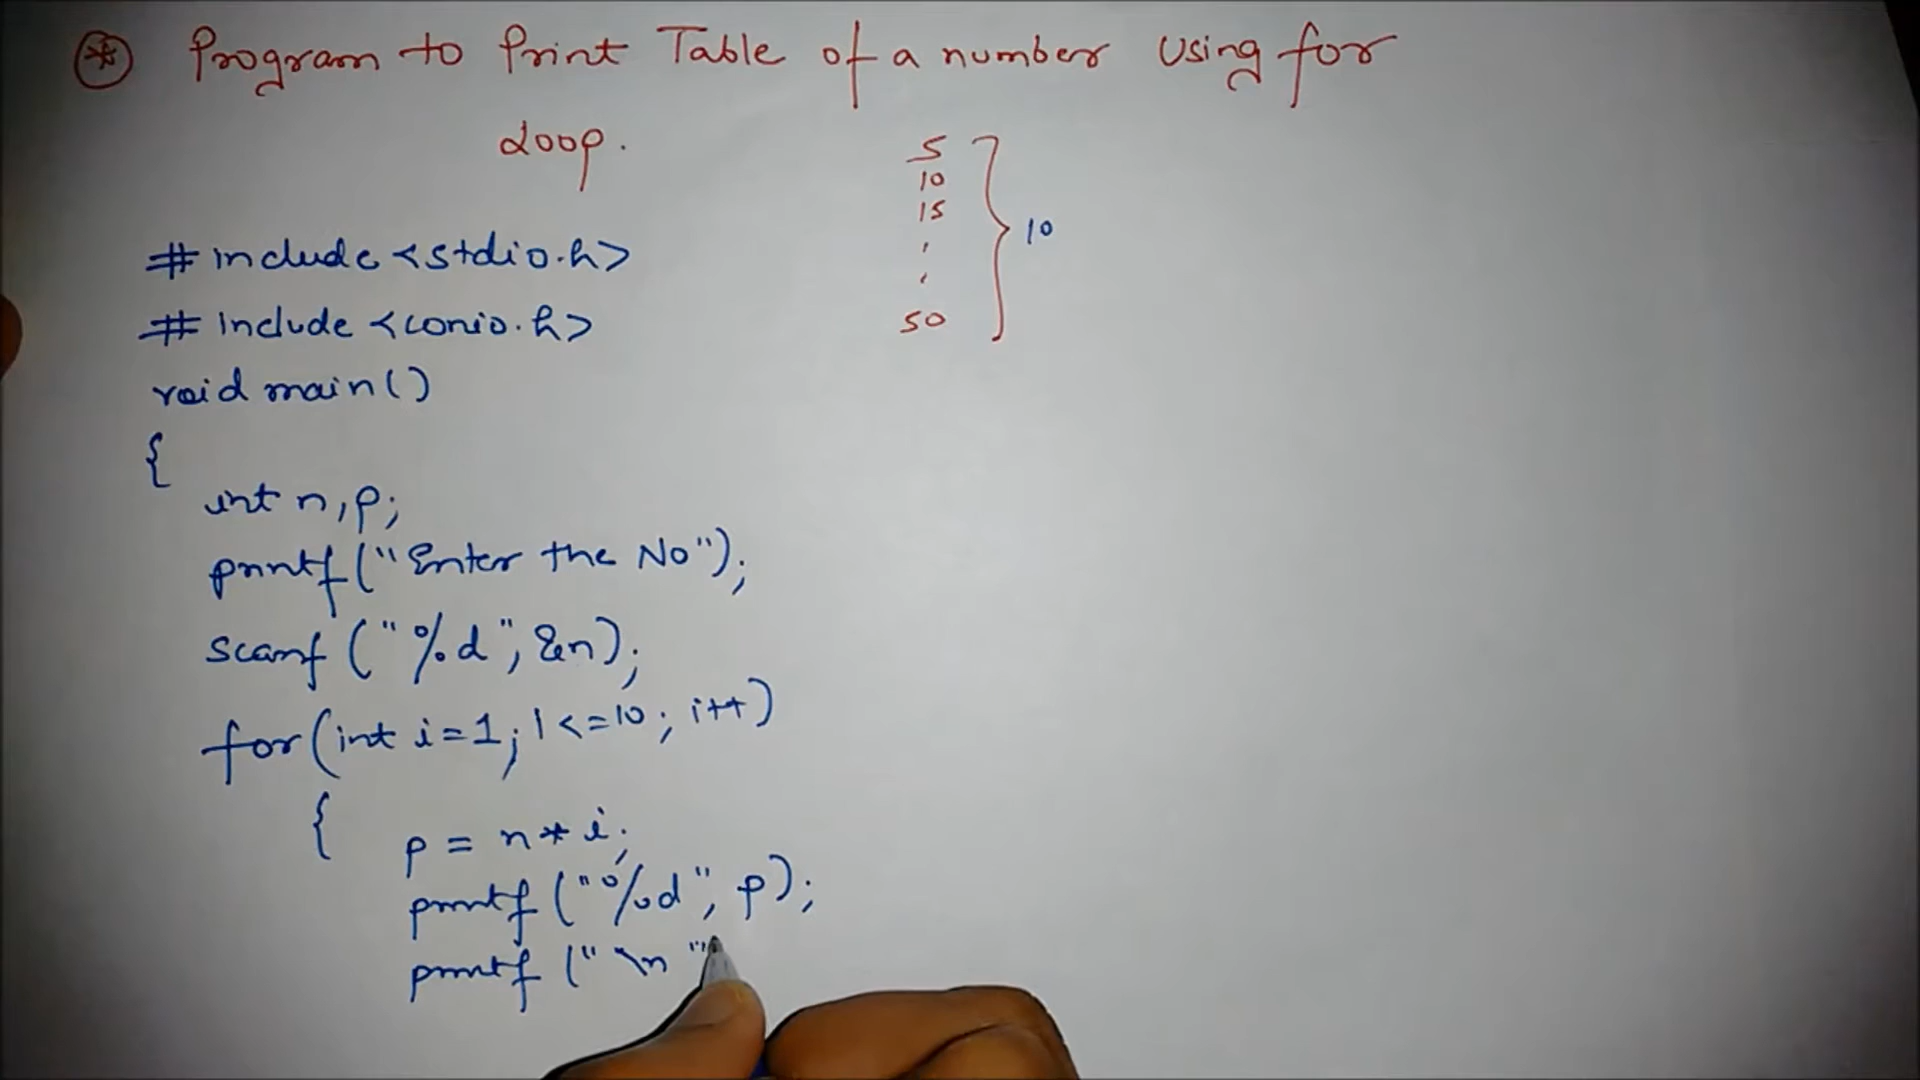 * Program to Print Table of a number using for
loop.
5
10
15
,
,
50
10
# include <stdio.h>
# include <conio.h>
void main()
{
int n,p;
printf("Enter the No");
scanf ("%d", &n);
for(int i=1; i<=10; i++)
{
p = n * i;
printf ("%d", p);
printf (" \n "